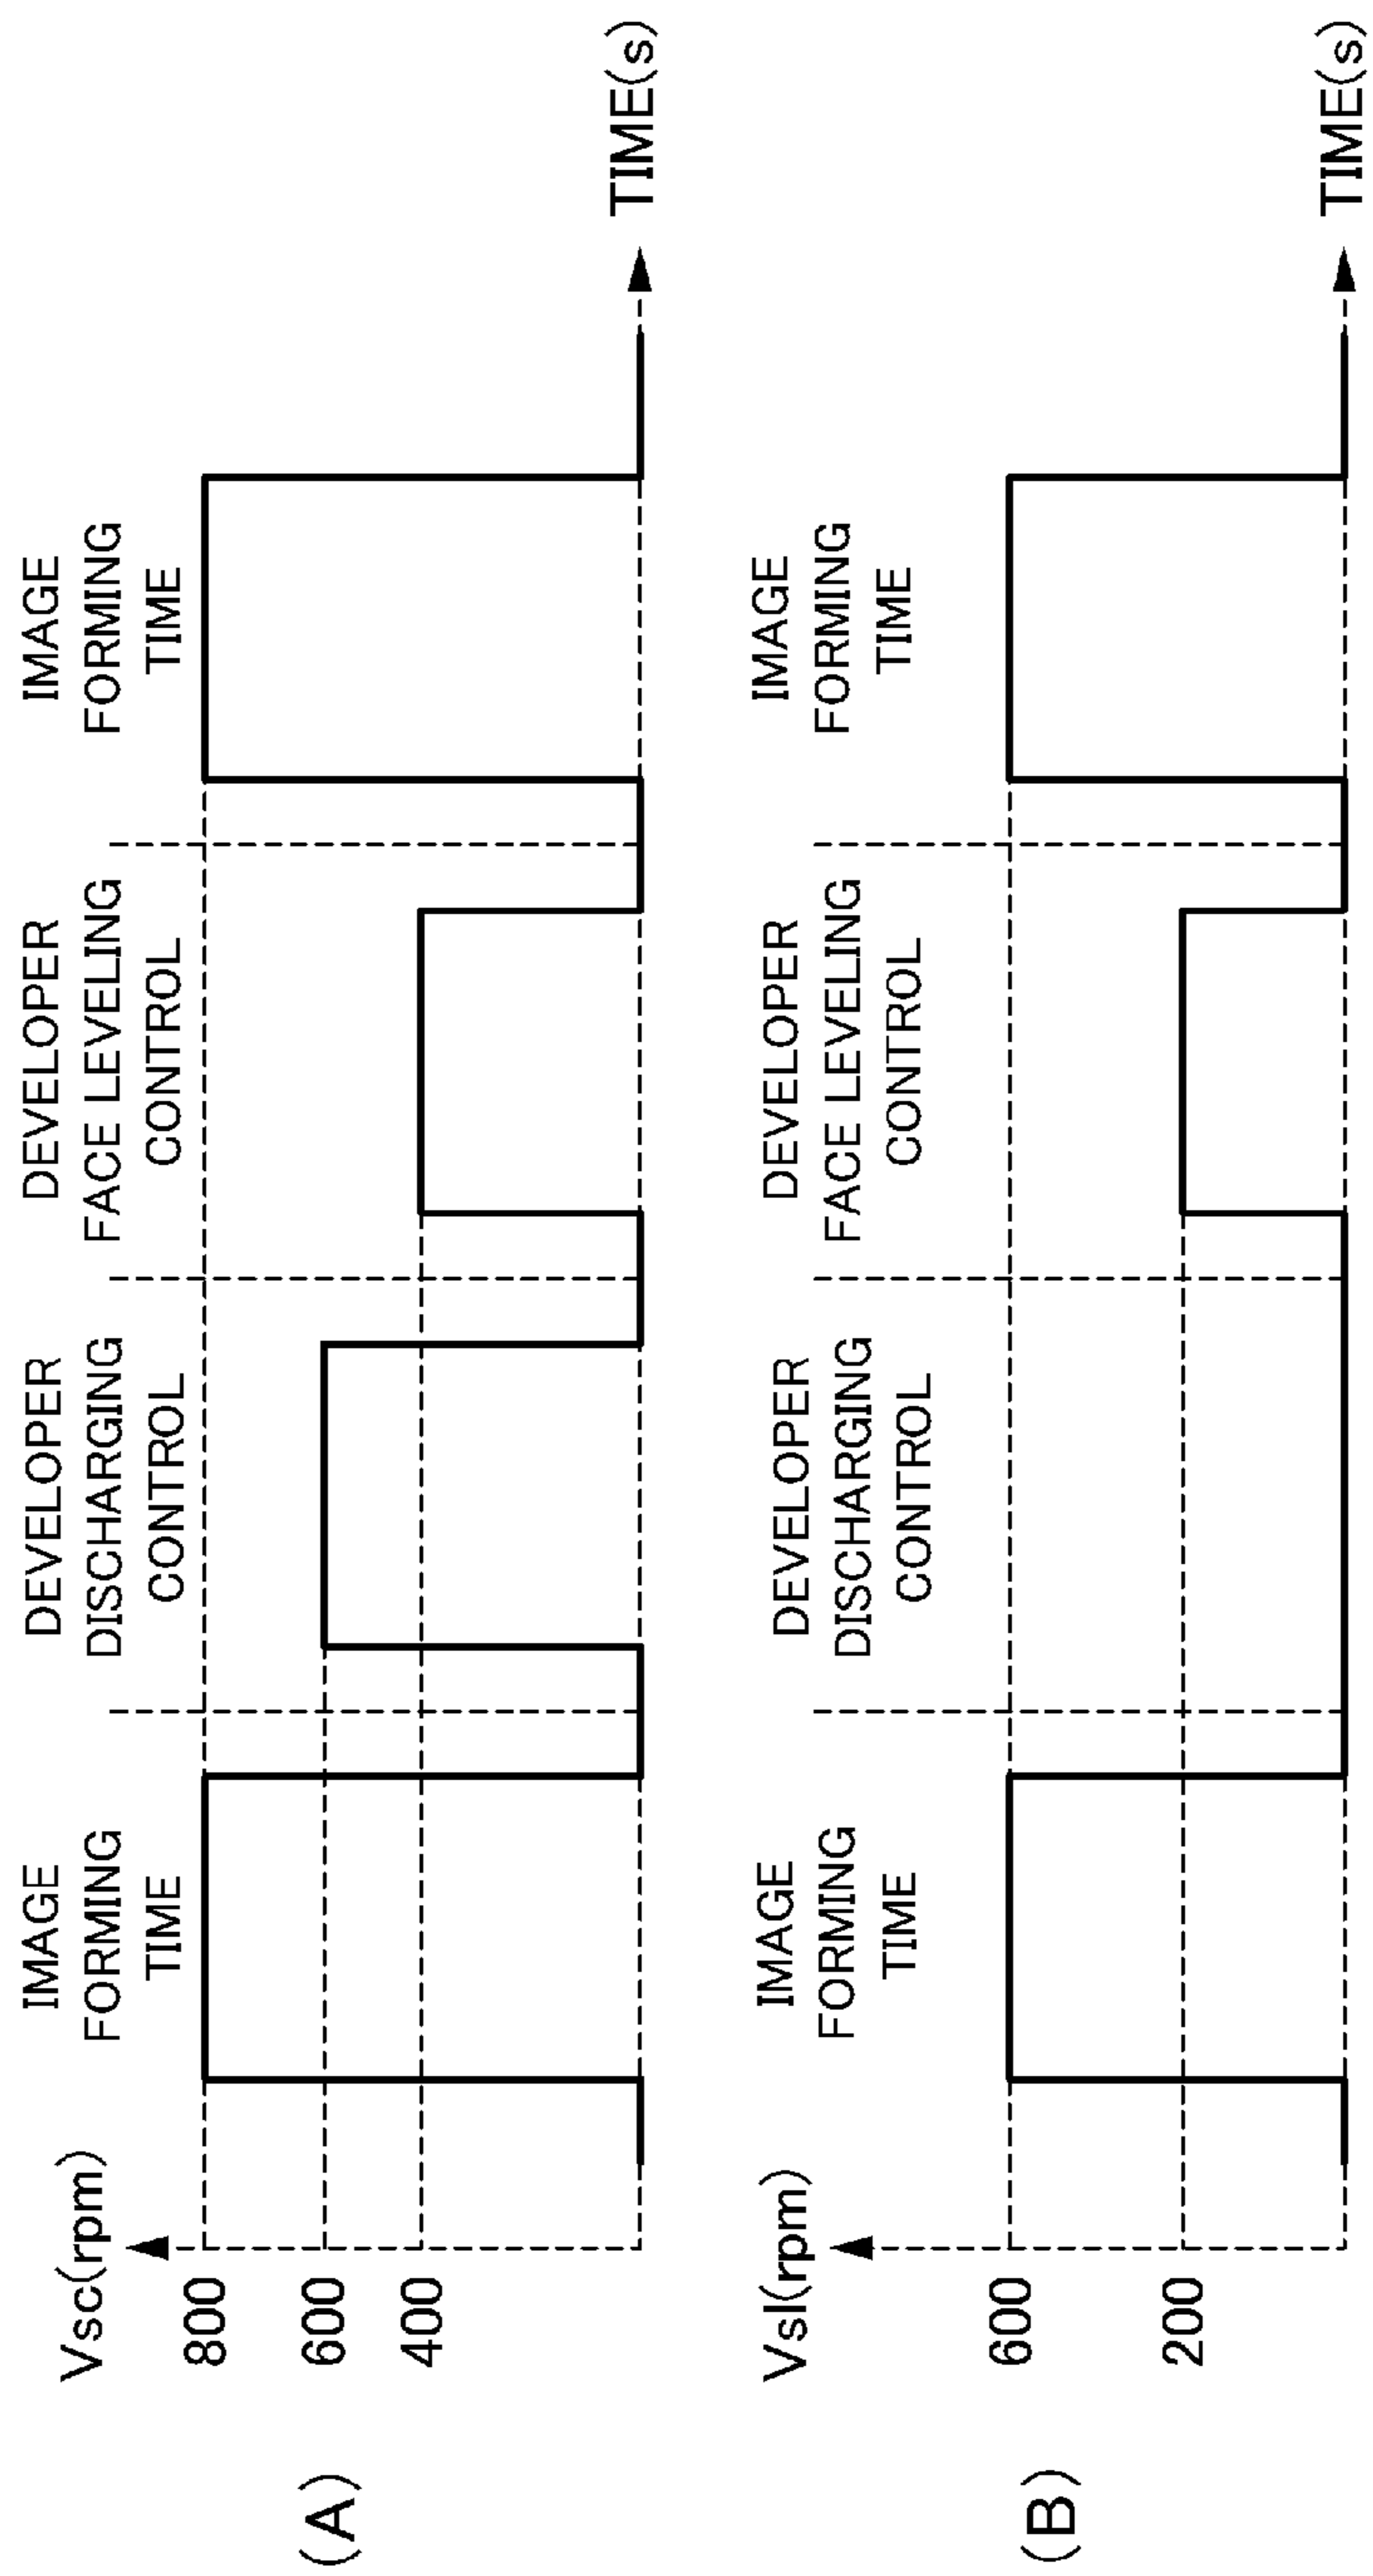 (A)
Vsc(rpm)
800
600
400
IMAGE
FORMING
TIME
DEVELOPER
DISCHARGING
CONTROL
DEVELOPER
FACE LEVELING
CONTROL
IMAGE
FORMING
TIME
TIME(s)
(B)
Vsl(rpm)
600
200
IMAGE
FORMING
TIME
DEVELOPER
DISCHARGING
CONTROL
DEVELOPER
FACE LEVELING
CONTROL
IMAGE
FORMING
TIME
TIME(s)